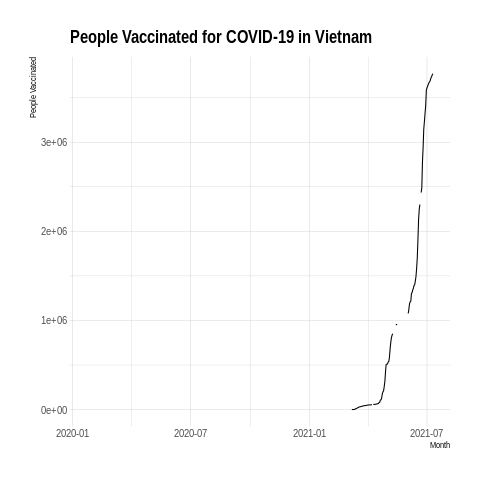 People Vaccinated for COVID-19 in Vietnam
People Vaccinated
3e+06
2e+06
1e+06
0e+00
2020-01 2020-07 2021-01 2021-07
Month